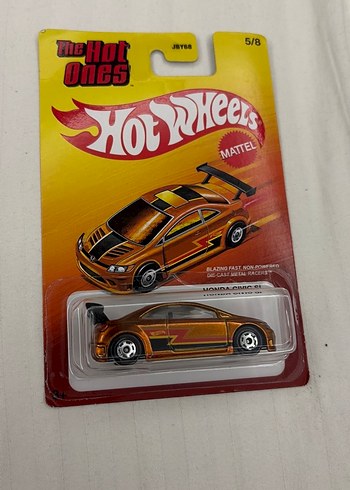 The Hot
Ones
JBY68
5/8
Hot Wheels
MATTEL
BLAZING FAST, NON-POWERED
DIE CAST METAL RACERS
HONDA CIVIC SI